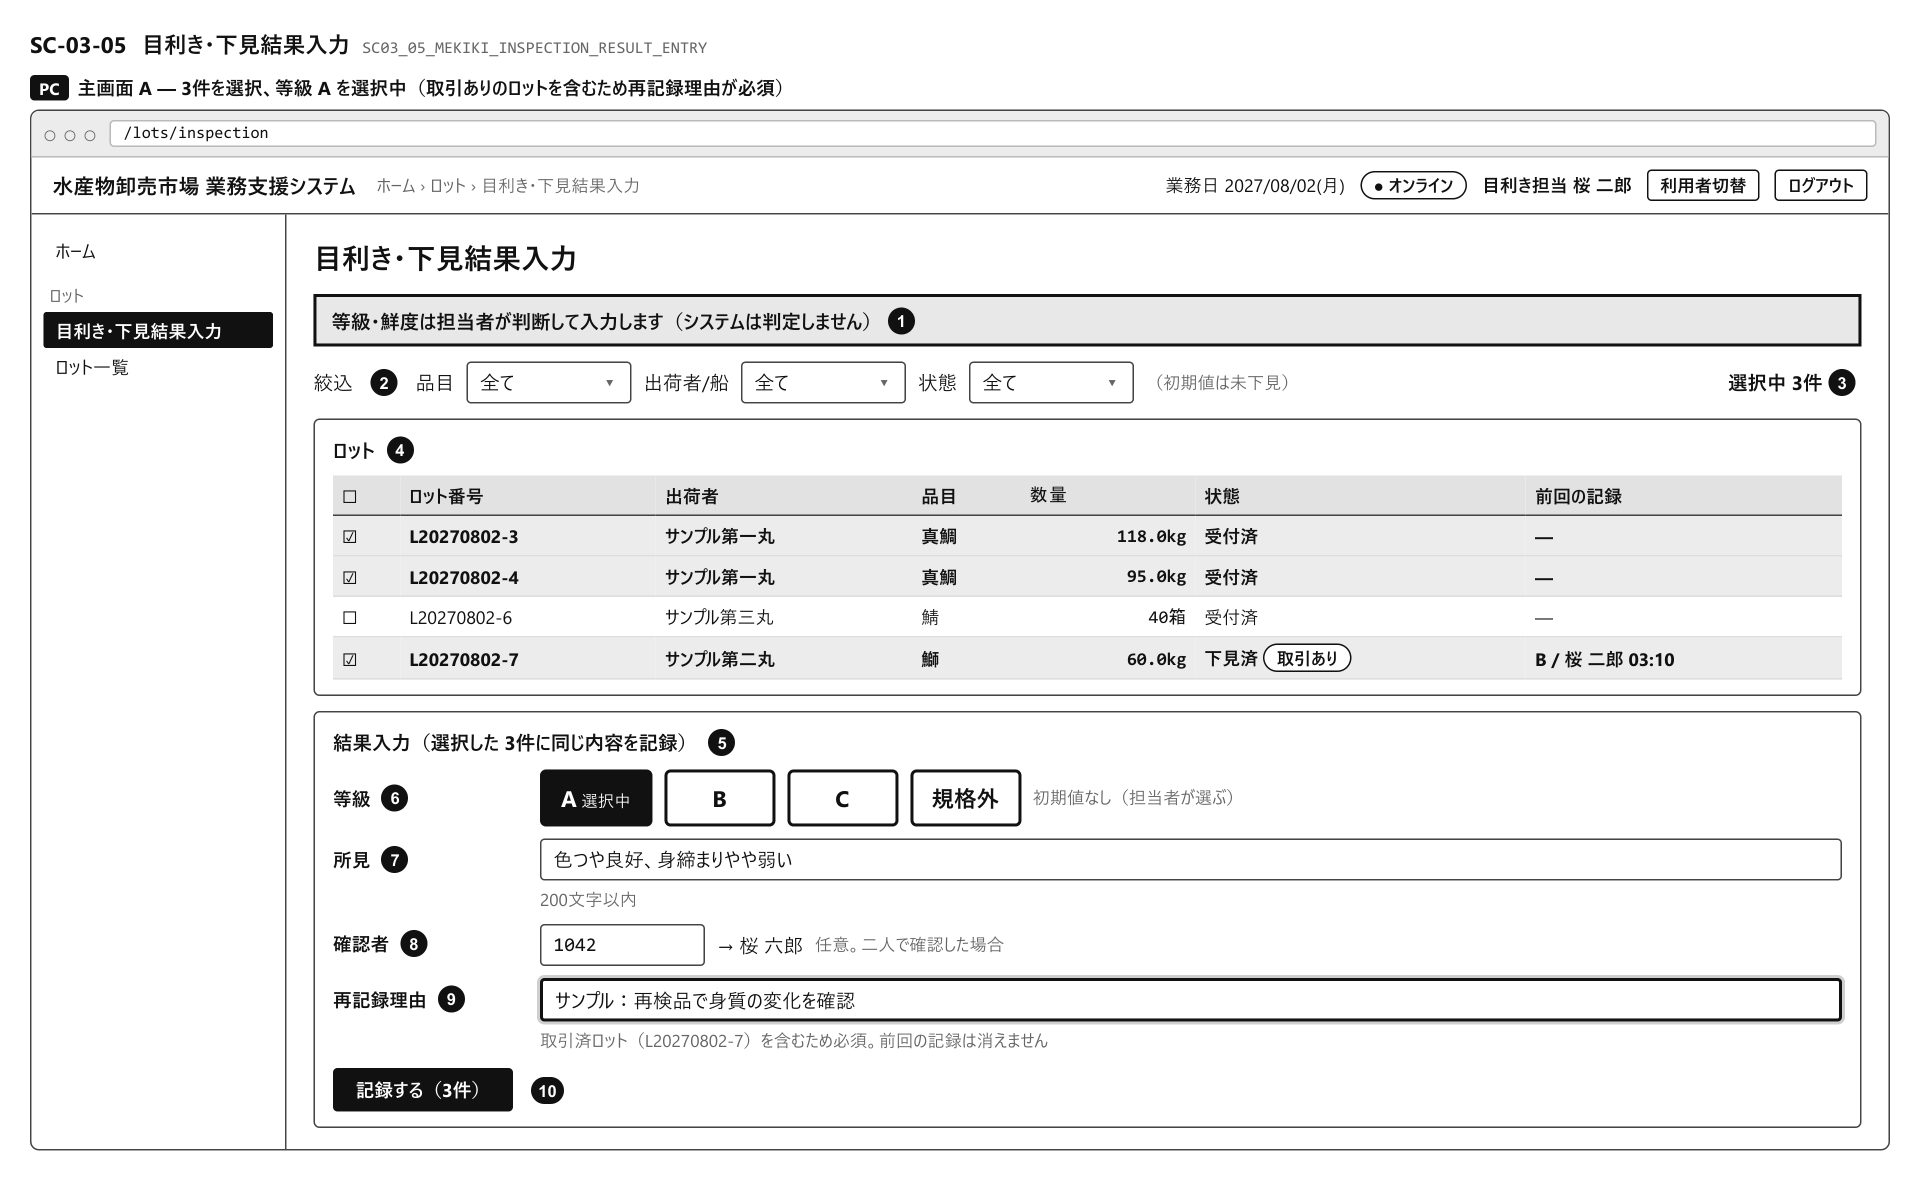 SC-03-05 目利き・下見結果入力 SC03_05_MEKIKI_INSPECTION_RESULT_ENTRY
PC 主画面 A — 3件を選択、等級 A を選択中（取引ありのロットを含むため再記録理由が必須）
/lots/inspection
水産物卸売市場 業務支援システム ホーム › ロット › 目利き・下見結果入力 業務日 2027/08/02(月) ● オンライン 目利き担当 桜 二郎 利用者切替 ログアウト
ホーム
ロット
目利き・下見結果入力
ロット一覧
目利き・下見結果入力
等級・鮮度は担当者が判断して入力します（システムは判定しません） 1
絞込 2 品目 全て ▼ 出荷者/船 全て ▼ 状態 全て ▼ （初期値は未下見） 選択中 3件 3
ロット 4
☐ ロット番号 出荷者 品目 数量 状態 前回の記録
☑ L20270802-3 サンプル第一丸 真鯛 118.0kg 受付済 —
☑ L20270802-4 サンプル第一丸 真鯛 95.0kg 受付済 —
☐ L20270802-6 サンプル第三丸 鯖 40箱 受付済 —
☑ L20270802-7 サンプル第二丸 鰤 60.0kg 下見済 取引あり B / 桜 二郎 03:10
結果入力（選択した 3件に同じ内容を記録） 5
等級 6 A 選択中 B C 規格外 初期値なし（担当者が選ぶ）
所見 7 色つや良好、身締まりやや弱い
200文字以内
確認者 8 1042 → 桜 六郎 任意。二人で確認した場合
再記録理由 9 サンプル：再検品で身質の変化を確認
取引済ロット（L20270802-7）を含むため必須。前回の記録は消えません
記録する（3件） 10